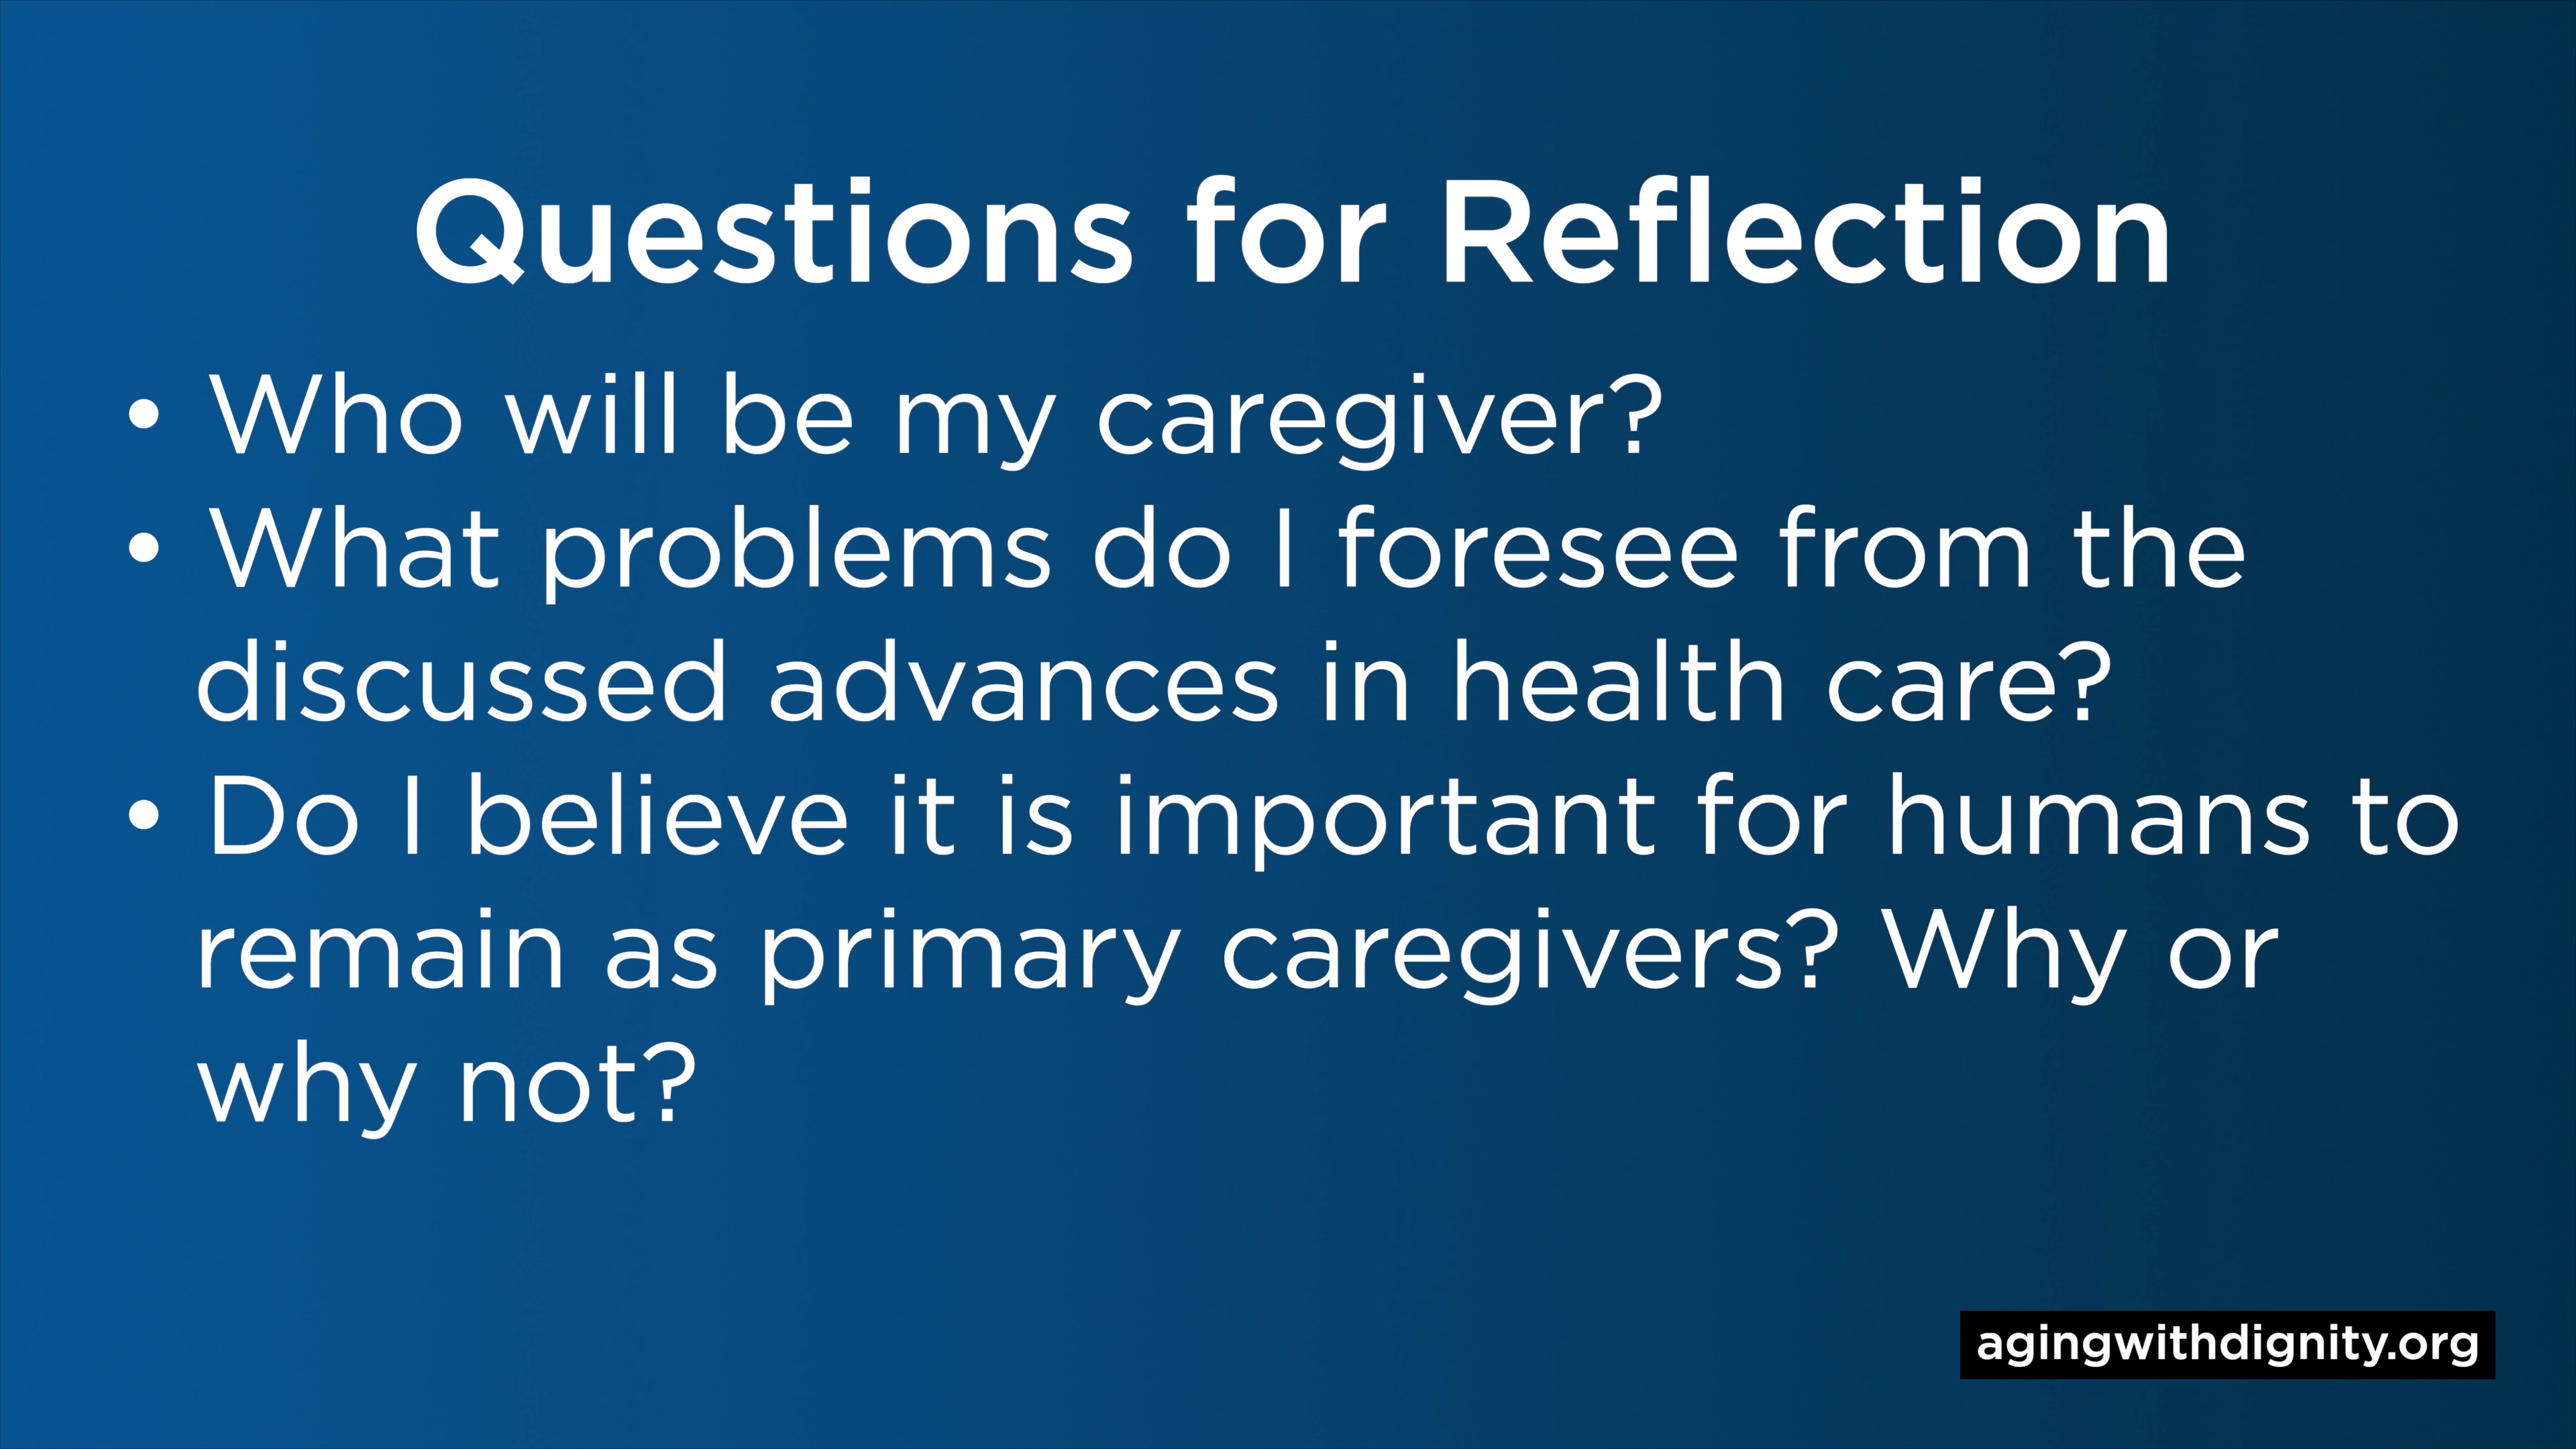 Questions for Reflection
• Who will be my caregiver?
• What problems do I foresee from the
discussed advances in health care?
• Do I believe it is important for humans to
remain as primary caregivers? Why or
why not?
agingwithdignity.org